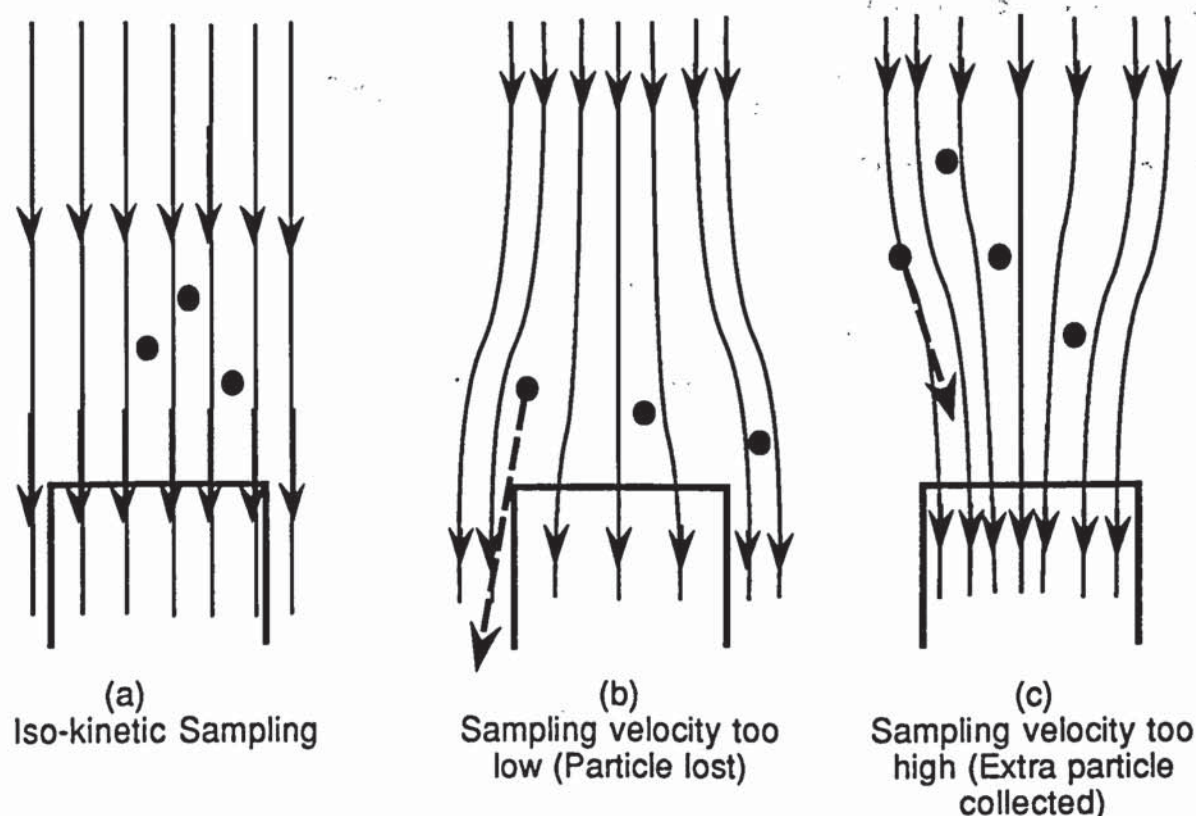 (a)
Iso-kinetic Sampling
(b)
Sampling velocity too
low (Particle lost)
(c)
Sampling velocity too
high (Extra particle
collected)